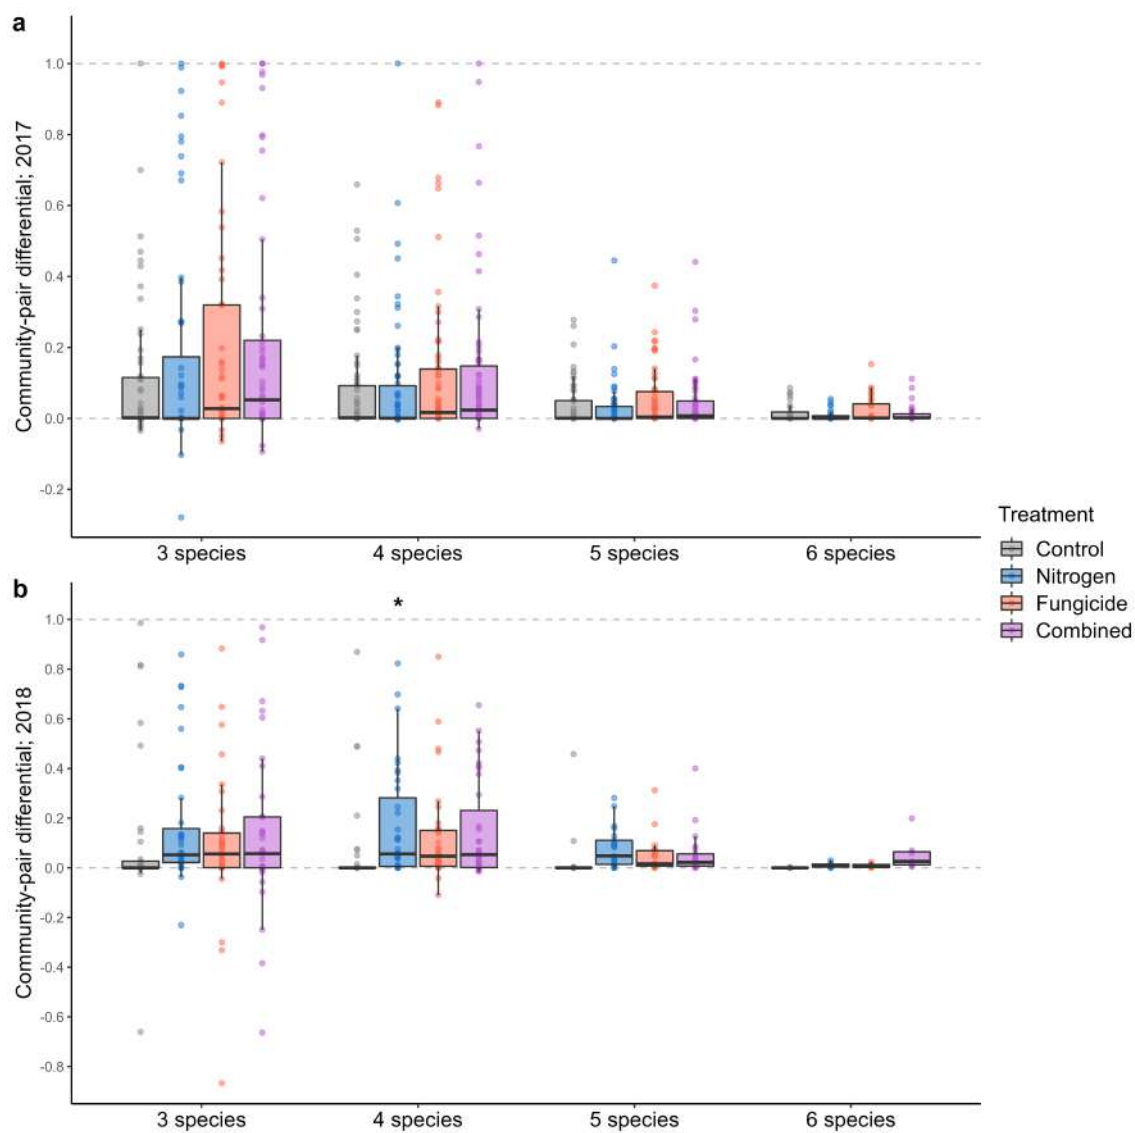 a
Community-pair differential; 2017
1.0
0.8
0.6
0.4
0.2
0.0
-0.2
3 species 4 species 5 species 6 species
Treatment
Control
Nitrogen
Fungicide
Combined
b
*
Community-pair differential; 2018
1.0
0.8
0.6
0.4
0.2
0.0
-0.2
-0.4
-0.6
-0.8
3 species 4 species 5 species 6 species